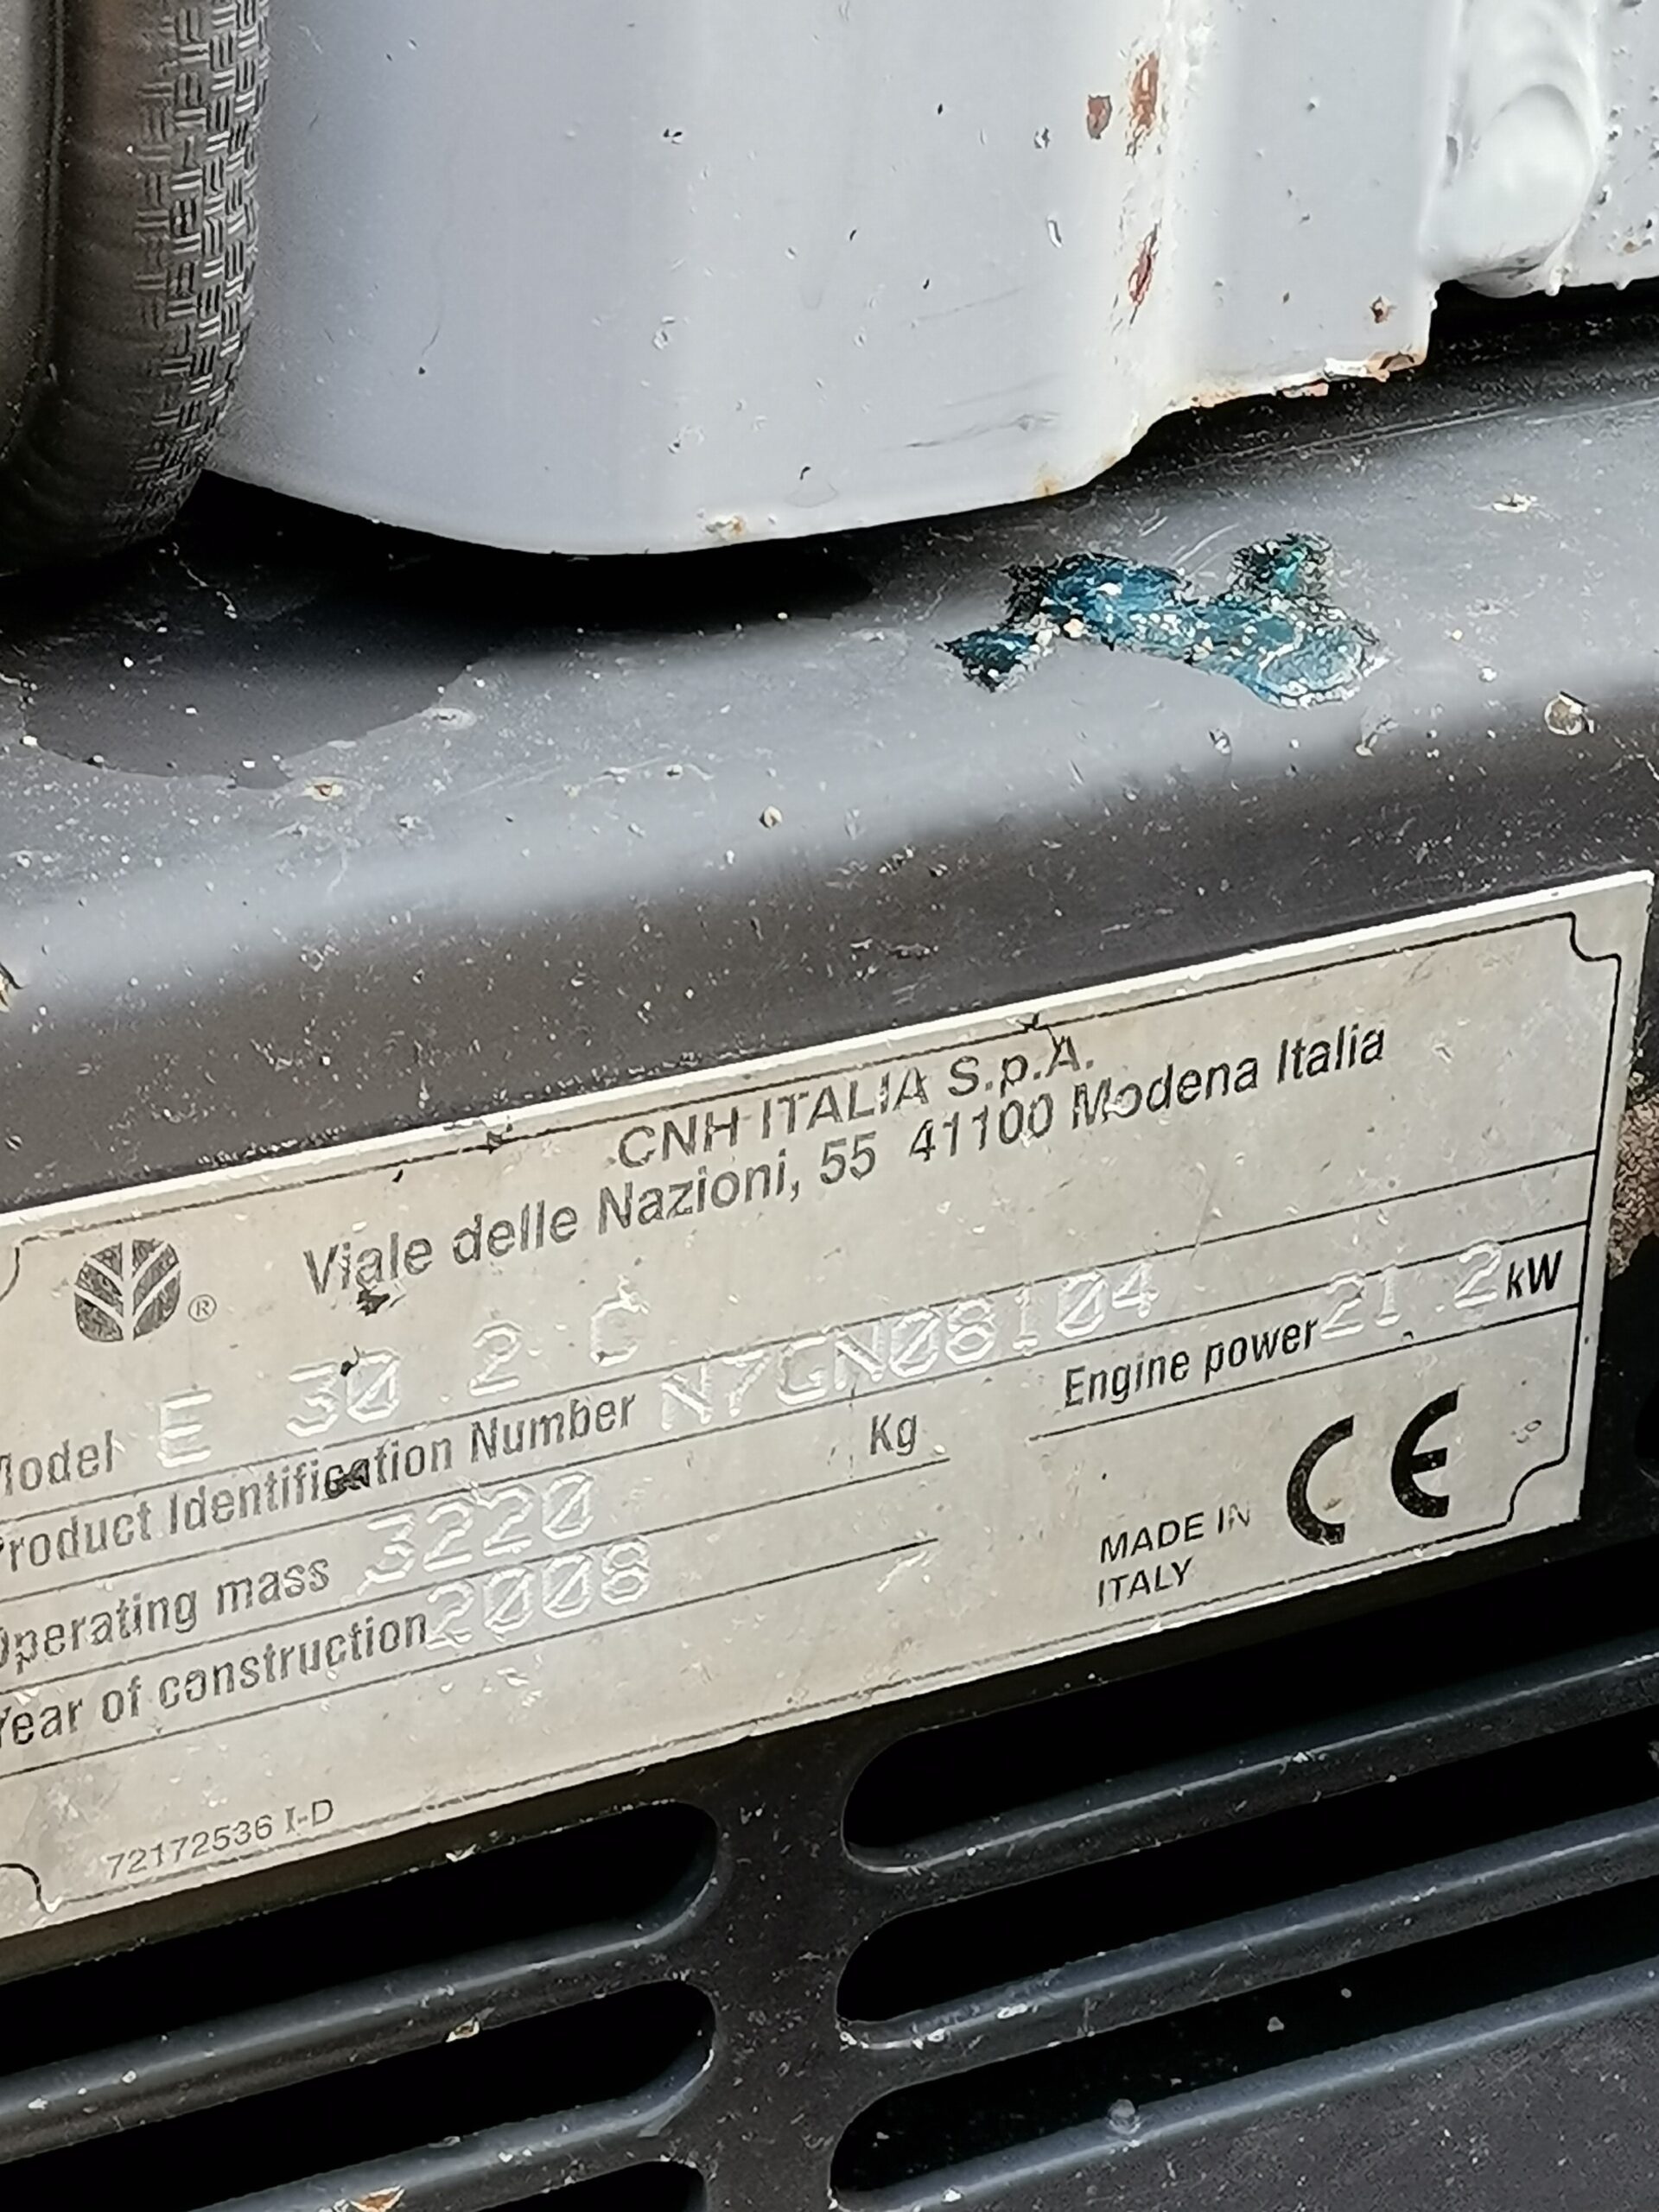 CNH ITALIA S.p.A.
Viale delle Nazioni, 55 41100 Modena Italia
®
Model E 30.2 C
Product Identification Number N7GN08104
Engine power 21.2 kW
Operating mass 3220 Kg
Year of construction 2008
CE
MADE IN
ITALY
72172536 I-D